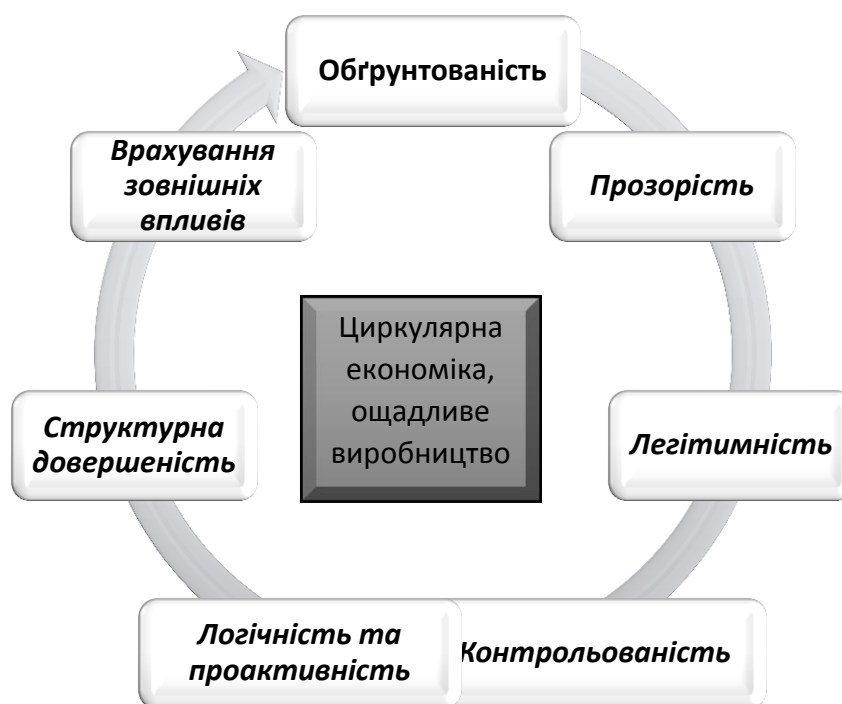 Обґрунтованість
Прозорість
Легітимність
Контрольованість
Логічність та
проактивність
Структурна
довершеність
Врахування
зовнішніх
впливів
Циркулярна
економіка,
ощадливе
виробництво